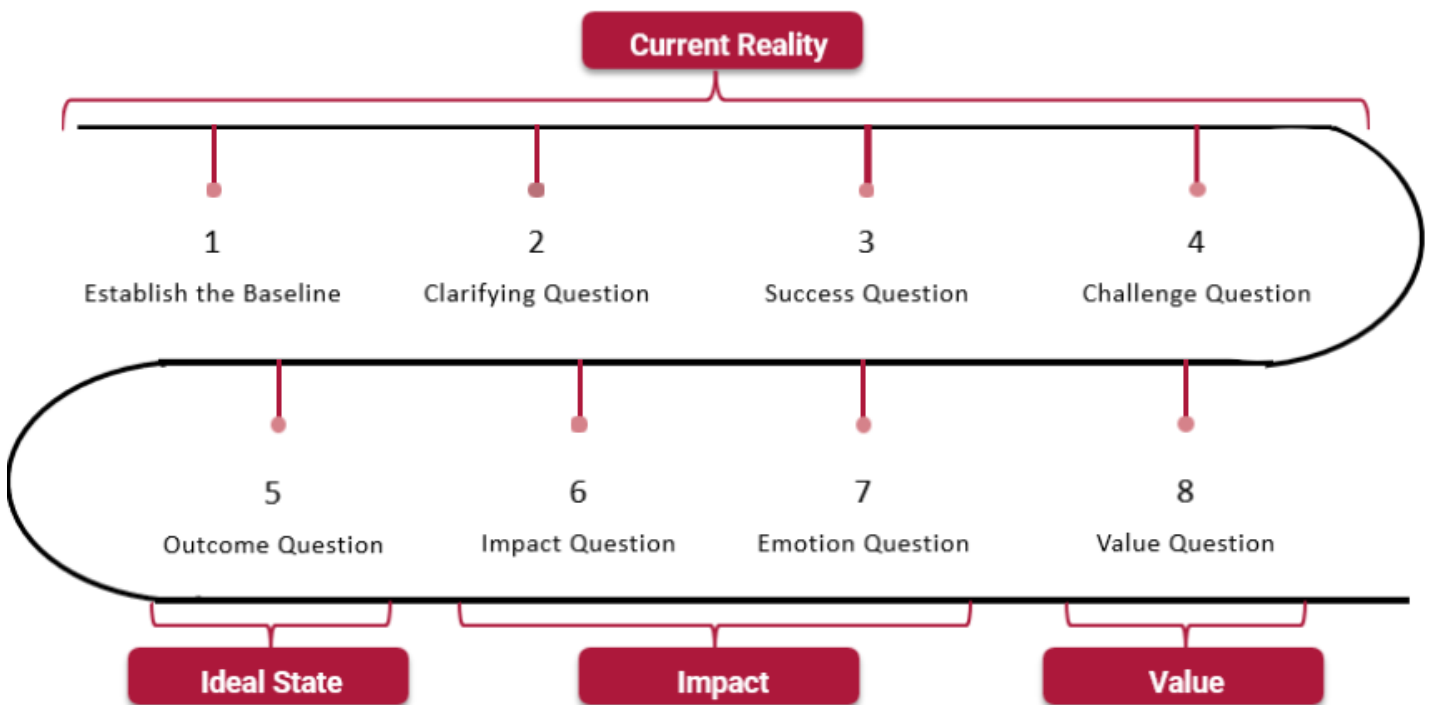 Current Reality
1
Establish the Baseline
2
Clarifying Question
3
Success Question
4
Challenge Question
5
Outcome Question
6
Impact Question
7
Emotion Question
8
Value Question
Ideal State
Impact
Value